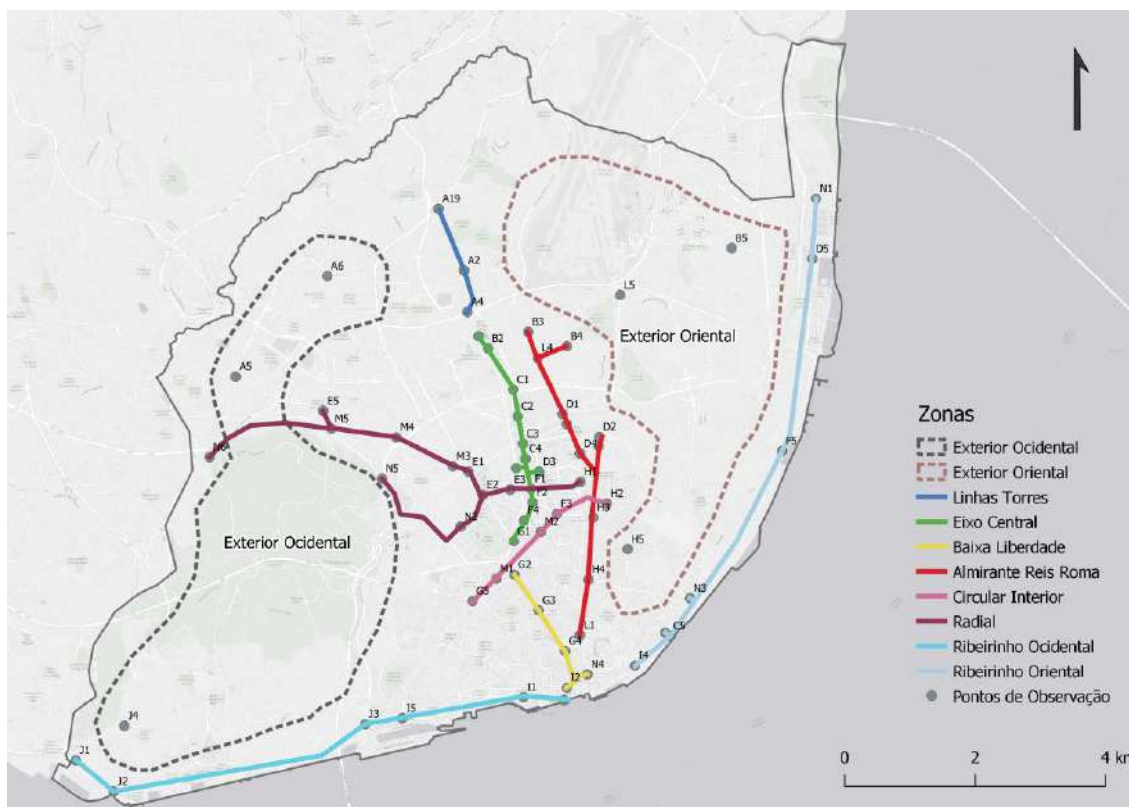 N1
A19
B5
D5
A6
A2
L5
A4
B3
B4
Exterior Oriental
B2
L4
A5
C1
E5
C2
D1
M5
M4
D2
C3
C4
D4
F5
M3
E1
D3
N5
H1
E2
E3
F1
F2
H2
F3
F4
H3
N2
G1
M2
Exterior Ocidental
H5
M1
G2
H4
G3
N3
L1
C5
G4
I4
N4
I2
I1
J3
J4
J1
J2
Zonas
Exterior Ocidental
Exterior Oriental
Linhas Torres
Eixo Central
Baixa Liberdade
Almirante Reis Roma
Circular Interior
Radial
Ribeirinho Ocidental
Ribeirinho Oriental
Pontos de Observação
0 2 4 km